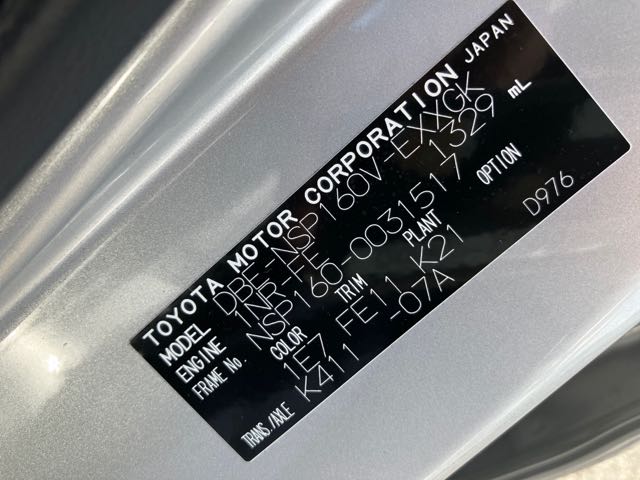 TOYOTA MOTOR CORPORATION JAPAN
MODEL DBE-NSP160V-EXXGK
ENGINE 1NR-FE 1329 mL
FRAME No. NSP160-0031517
COLOR TRIM PLANT OPTION
1E7 FE11 K21
TRANS./AXLE K411 -07A D976